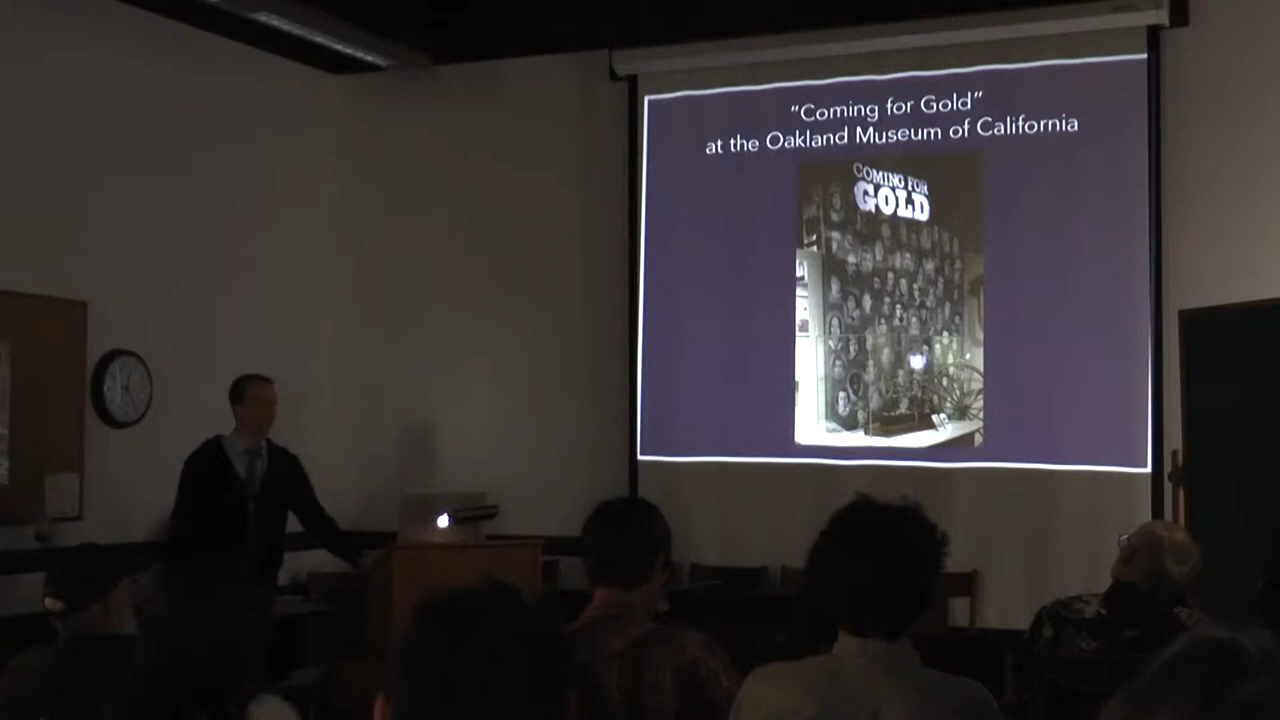 "Coming for Gold"
at the Oakland Museum of California
COMING FOR
GOLD